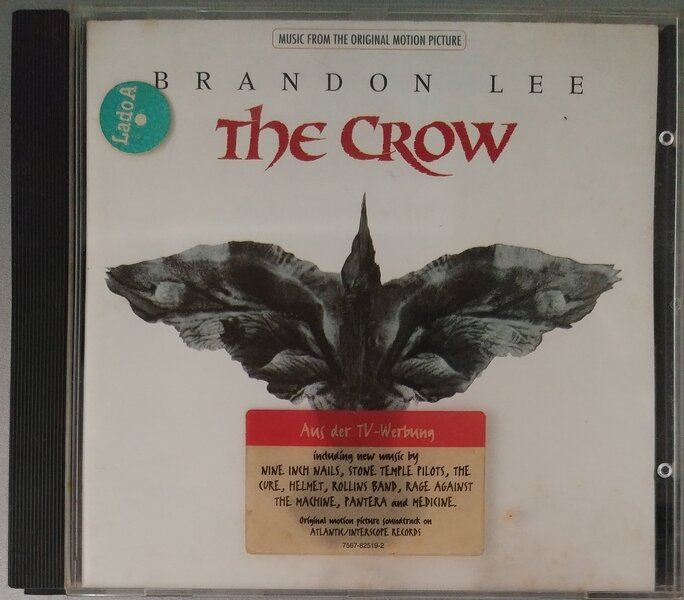 MUSIC FROM THE ORIGINAL MOTION PICTURE
BRANDON LEE
LadoA
The CROW
Aus der TV-Werbung
including new music by
NINE INCH NAILS, STONE TEMPLE PILOTS, THE
CURE, HELMET, ROLLINS BAND, RAGE AGAINST
THE MACHINE, PANTERA and MEDICINE.
Original motion picture soundtrack on
ATLANTIC/INTERSCOPE RECORDS
7567-82519-2